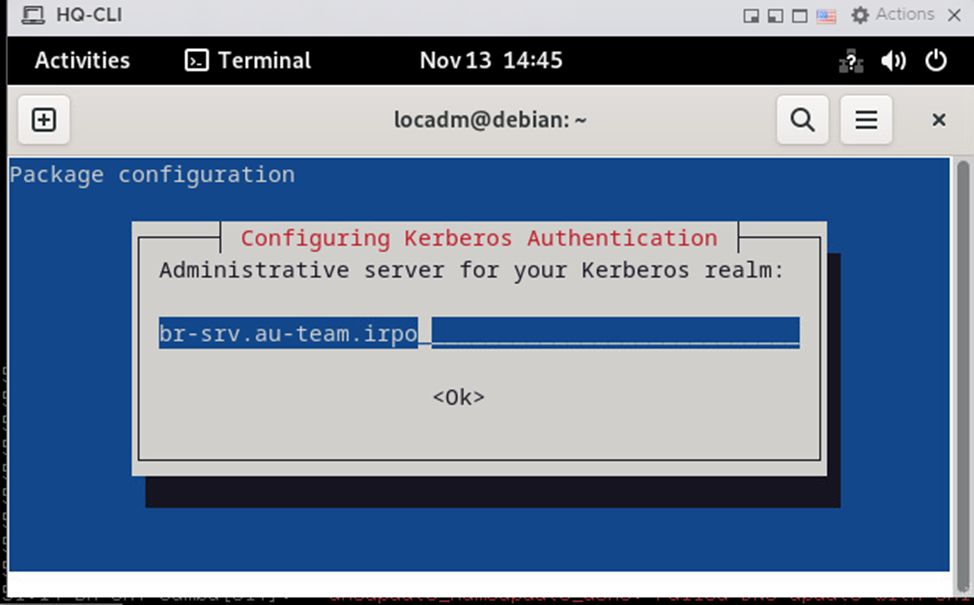 HQ-CLI
Actions
Activities
Terminal
Nov 13 14:45
locadm@debian: ~
Package configuration
Configuring Kerberos Authentication
Administrative server for your Kerberos realm:
br-srv.au-team.irpo
<Ok>